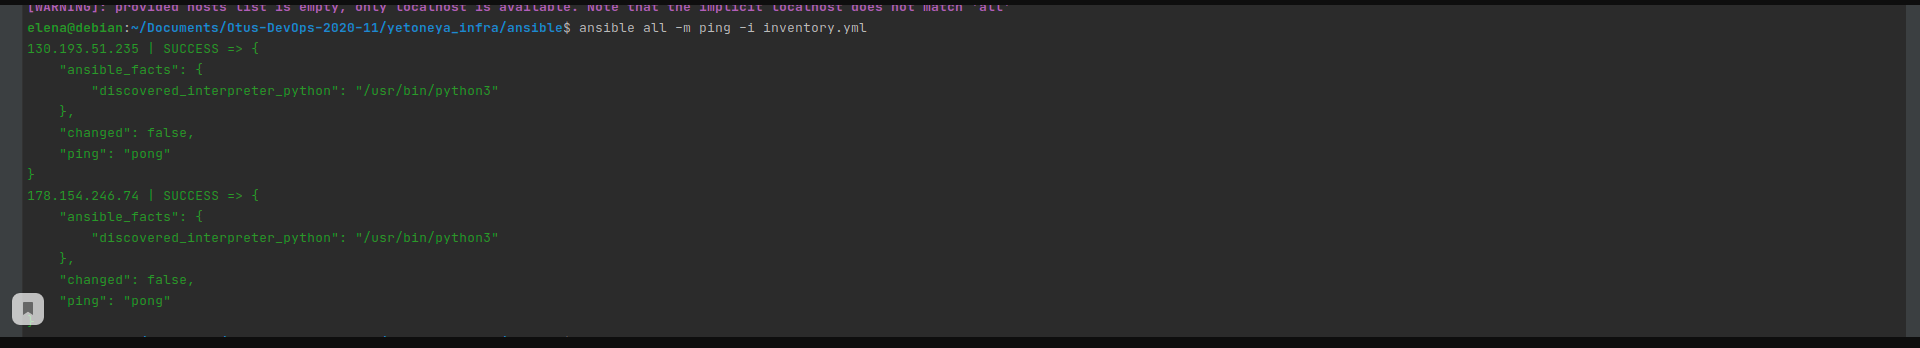 [WARNING]: provided hosts list is empty, only localhost is available. Note that the implicit localhost does not match 'all'
elena@debian:~/Documents/Otus-DevOps-2020-11/yetoneya_infra/ansible$ ansible all -m ping -i inventory.yml
130.193.51.235 | SUCCESS => {
    "ansible_facts": {
        "discovered_interpreter_python": "/usr/bin/python3"
    },
    "changed": false,
    "ping": "pong"
}
178.154.246.74 | SUCCESS => {
    "ansible_facts": {
        "discovered_interpreter_python": "/usr/bin/python3"
    },
    "changed": false,
    "ping": "pong"
}